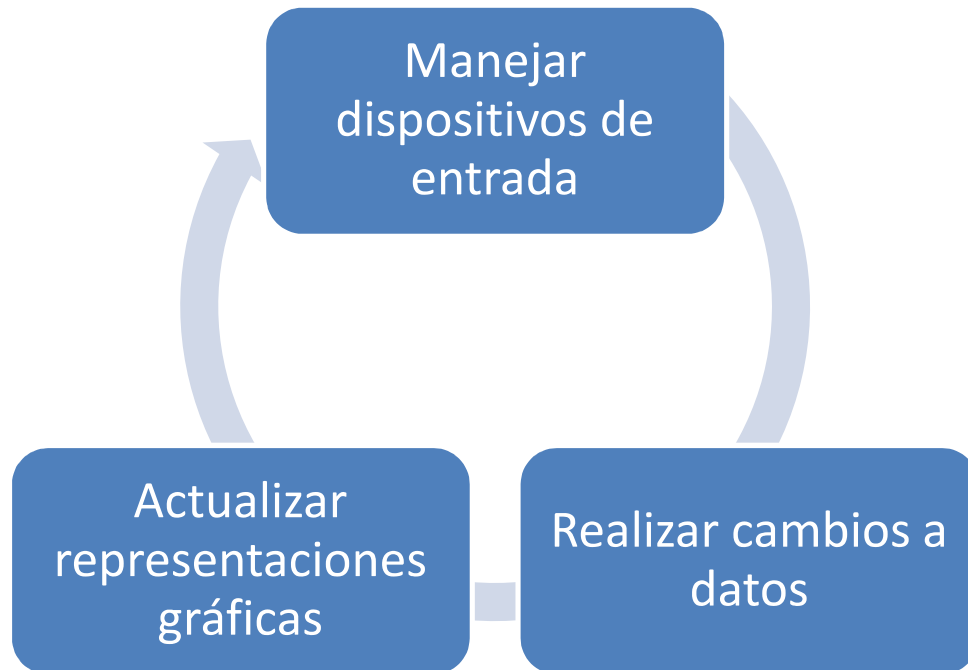 Manejar
dispositivos de
entrada
Realizar cambios a
datos
Actualizar
representaciones
gráficas